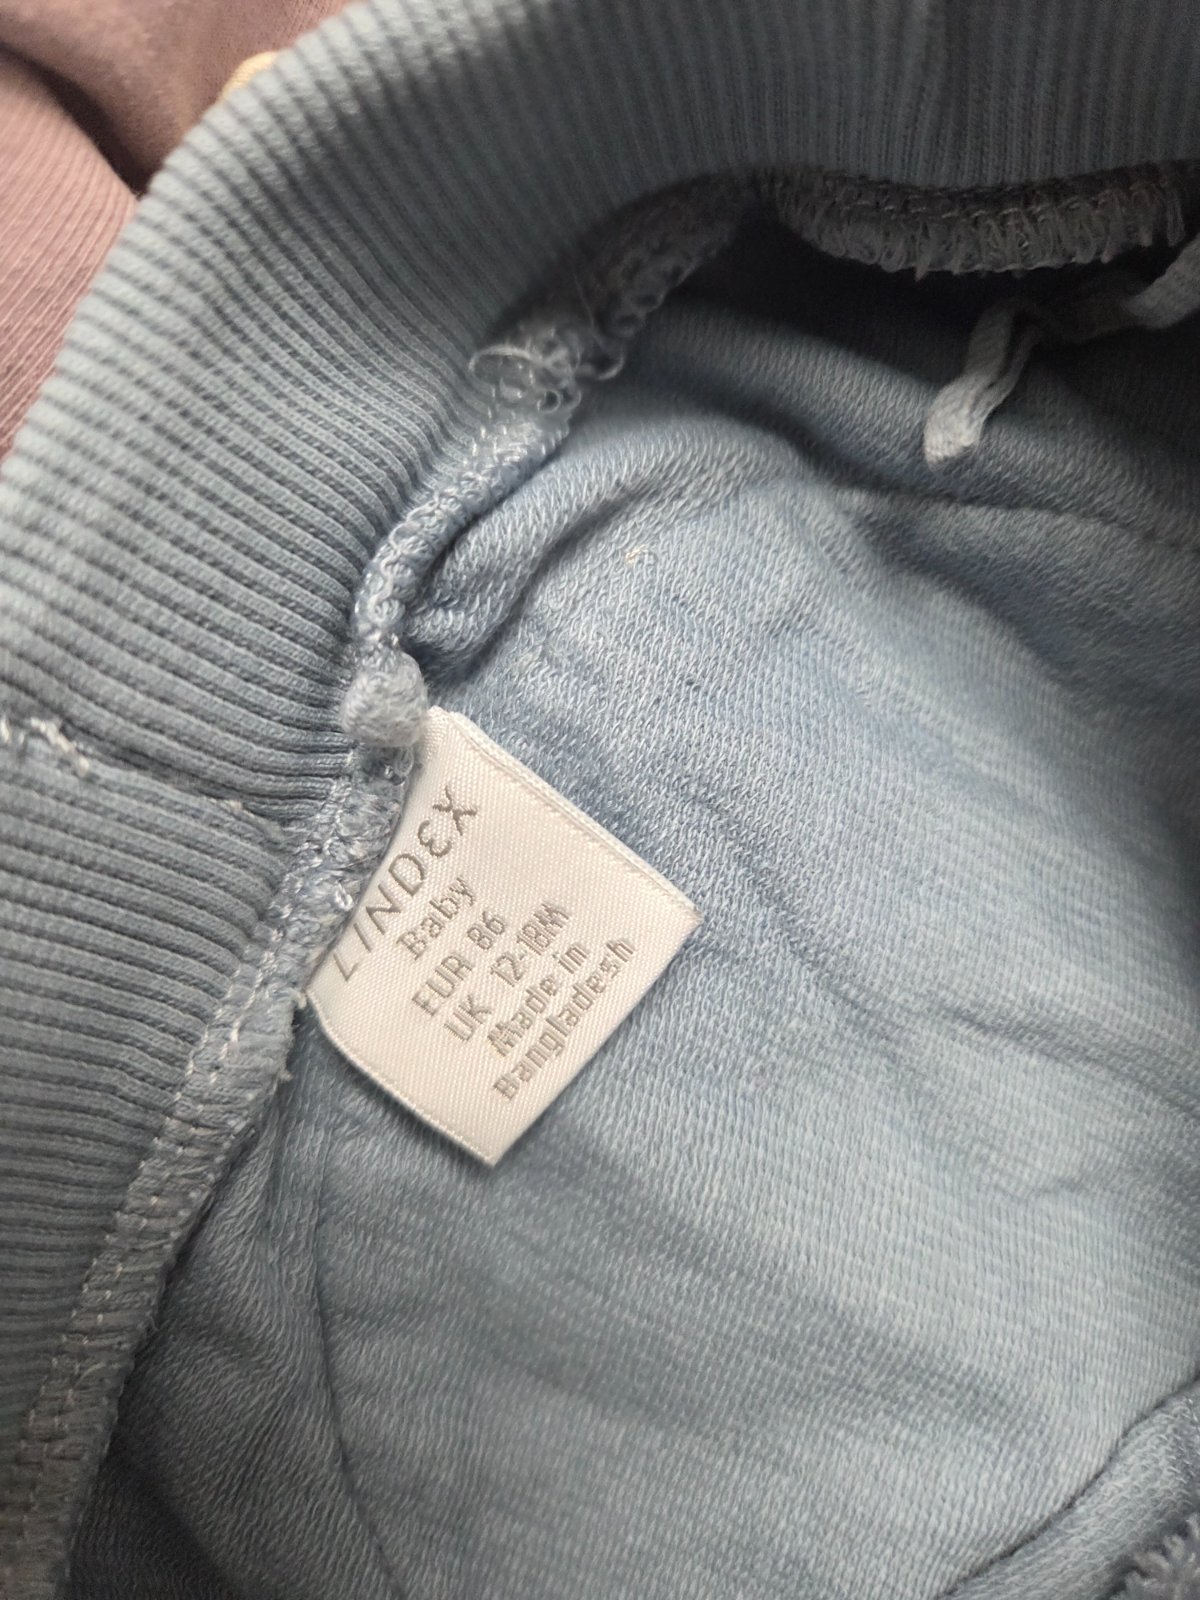 LINDEX
Baby
EUR 86
UK 12-18M
Made in
Bangladesh